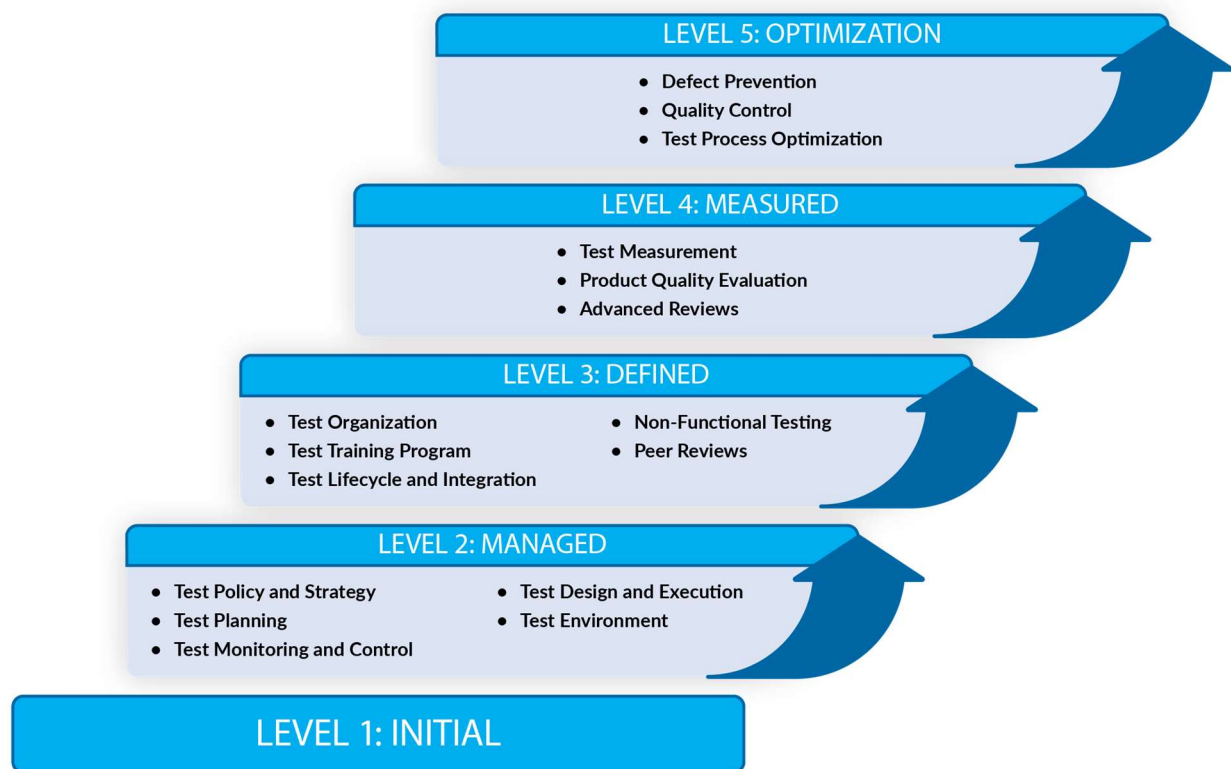 LEVEL 5: OPTIMIZATION
● Defect Prevention
● Quality Control
● Test Process Optimization
LEVEL 4: MEASURED
● Test Measurement
● Product Quality Evaluation
● Advanced Reviews
LEVEL 3: DEFINED
● Test Organization
● Test Training Program
● Test Lifecycle and Integration
● Non-Functional Testing
● Peer Reviews
LEVEL 2: MANAGED
● Test Policy and Strategy
● Test Planning
● Test Monitoring and Control
● Test Design and Execution
● Test Environment
LEVEL 1: INITIAL